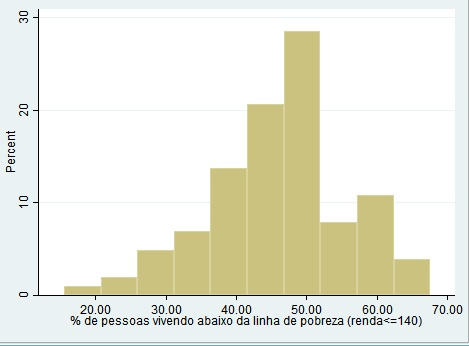 30
20
10
0
Percent
20.00 30.00 40.00 50.00 60.00 70.00
% de pessoas vivendo abaixo da linha de pobreza (renda<=140)